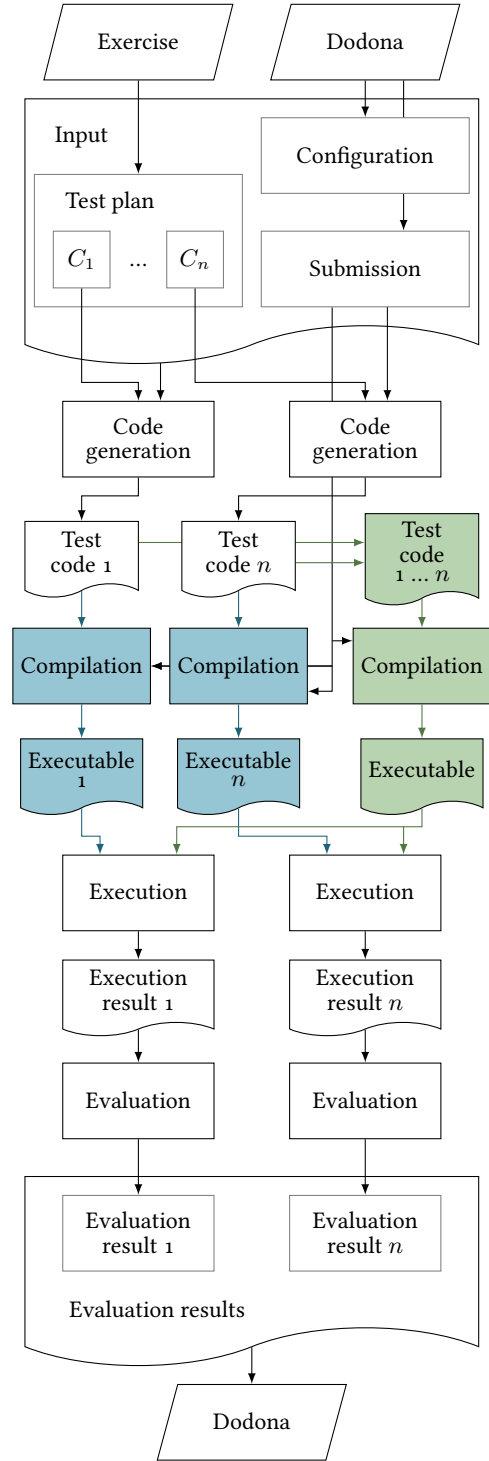 Exercise
Dodona
Input
Configuration
Test plan
C₁ ... Cₙ
Submission
Code
generation
Code
generation
Test
code 1
Test
code n
Test
code
1 ... n
Compilation
Compilation
Compilation
Executable
1
Executable
n
Executable
Execution
Execution
Execution
result 1
Execution
result n
Evaluation
Evaluation
Evaluation
result 1
Evaluation
result n
Evaluation results
Dodona